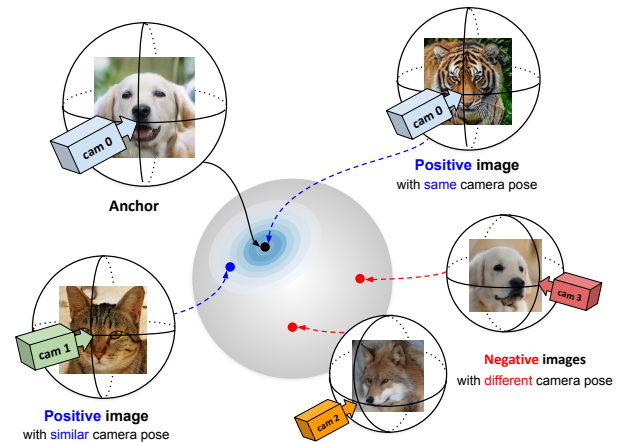 cam 0
Anchor
cam 0
Positive image
with same camera pose
cam 3
Negative images
with different camera pose
cam 1
Positive image
with similar camera pose
cam 2